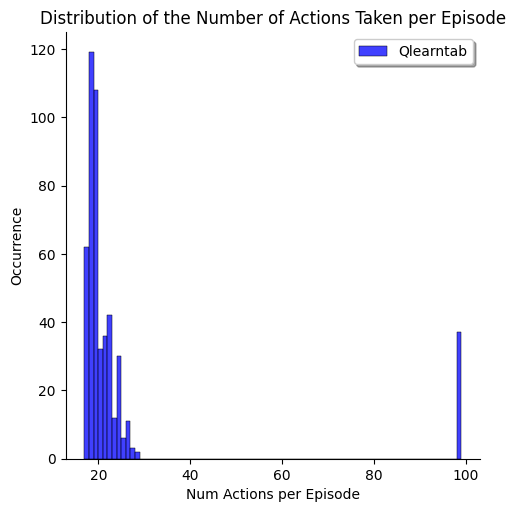 Distribution of the Number of Actions Taken per Episode
Qlearntab
120
100
80
60
40
20
0
Occurrence
20 40 60 80 100
Num Actions per Episode